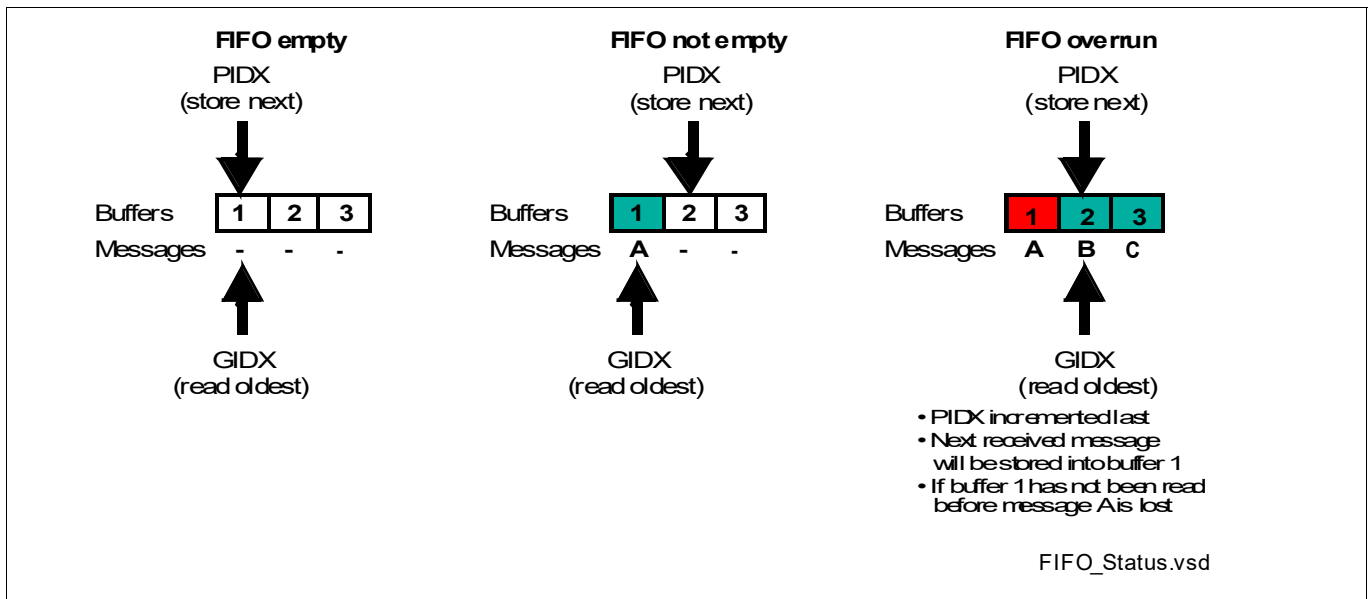 FIFO empty
PIDX
(store next)
Buffers 1 2 3
Messages - - -
GIDX
(read oldest)
FIFO not empty
PIDX
(store next)
Buffers 1 2 3
Messages A - -
GIDX
(read oldest)
FIFO overrun
PIDX
(store next)
Buffers 1 2 3
Messages A B C
GIDX
(read oldest)
• PIDX incremented last
• Next received message
will be stored into buffer 1
• If buffer 1 has not been read
before message A is lost
FIFO_Status.vsd